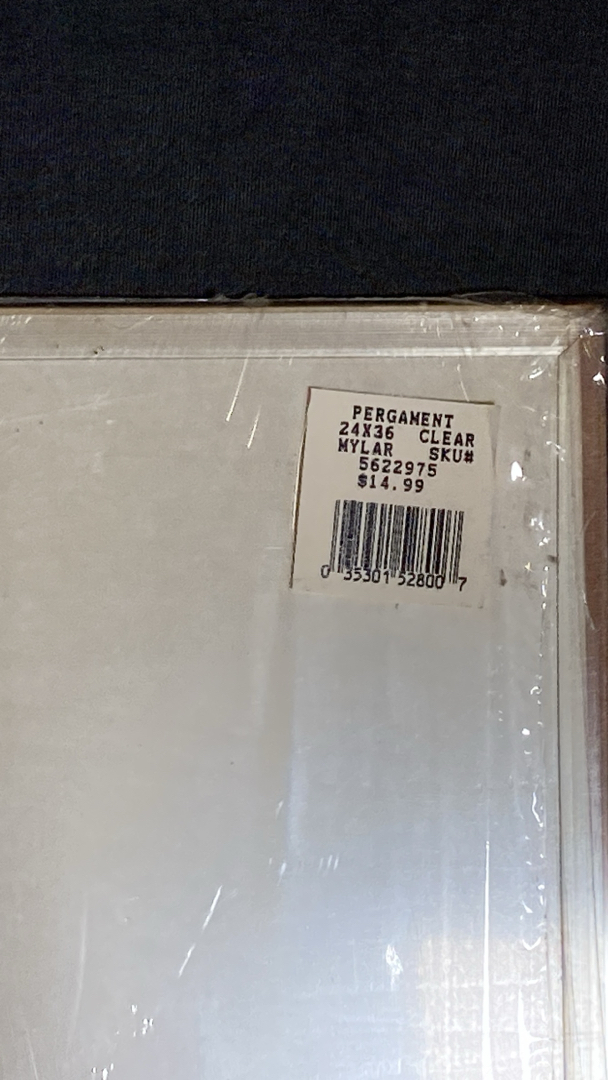 PERGAMENT
24X36 CLEAR
MYLAR SKU#
5622975
$14.99
0 35301 52800 7